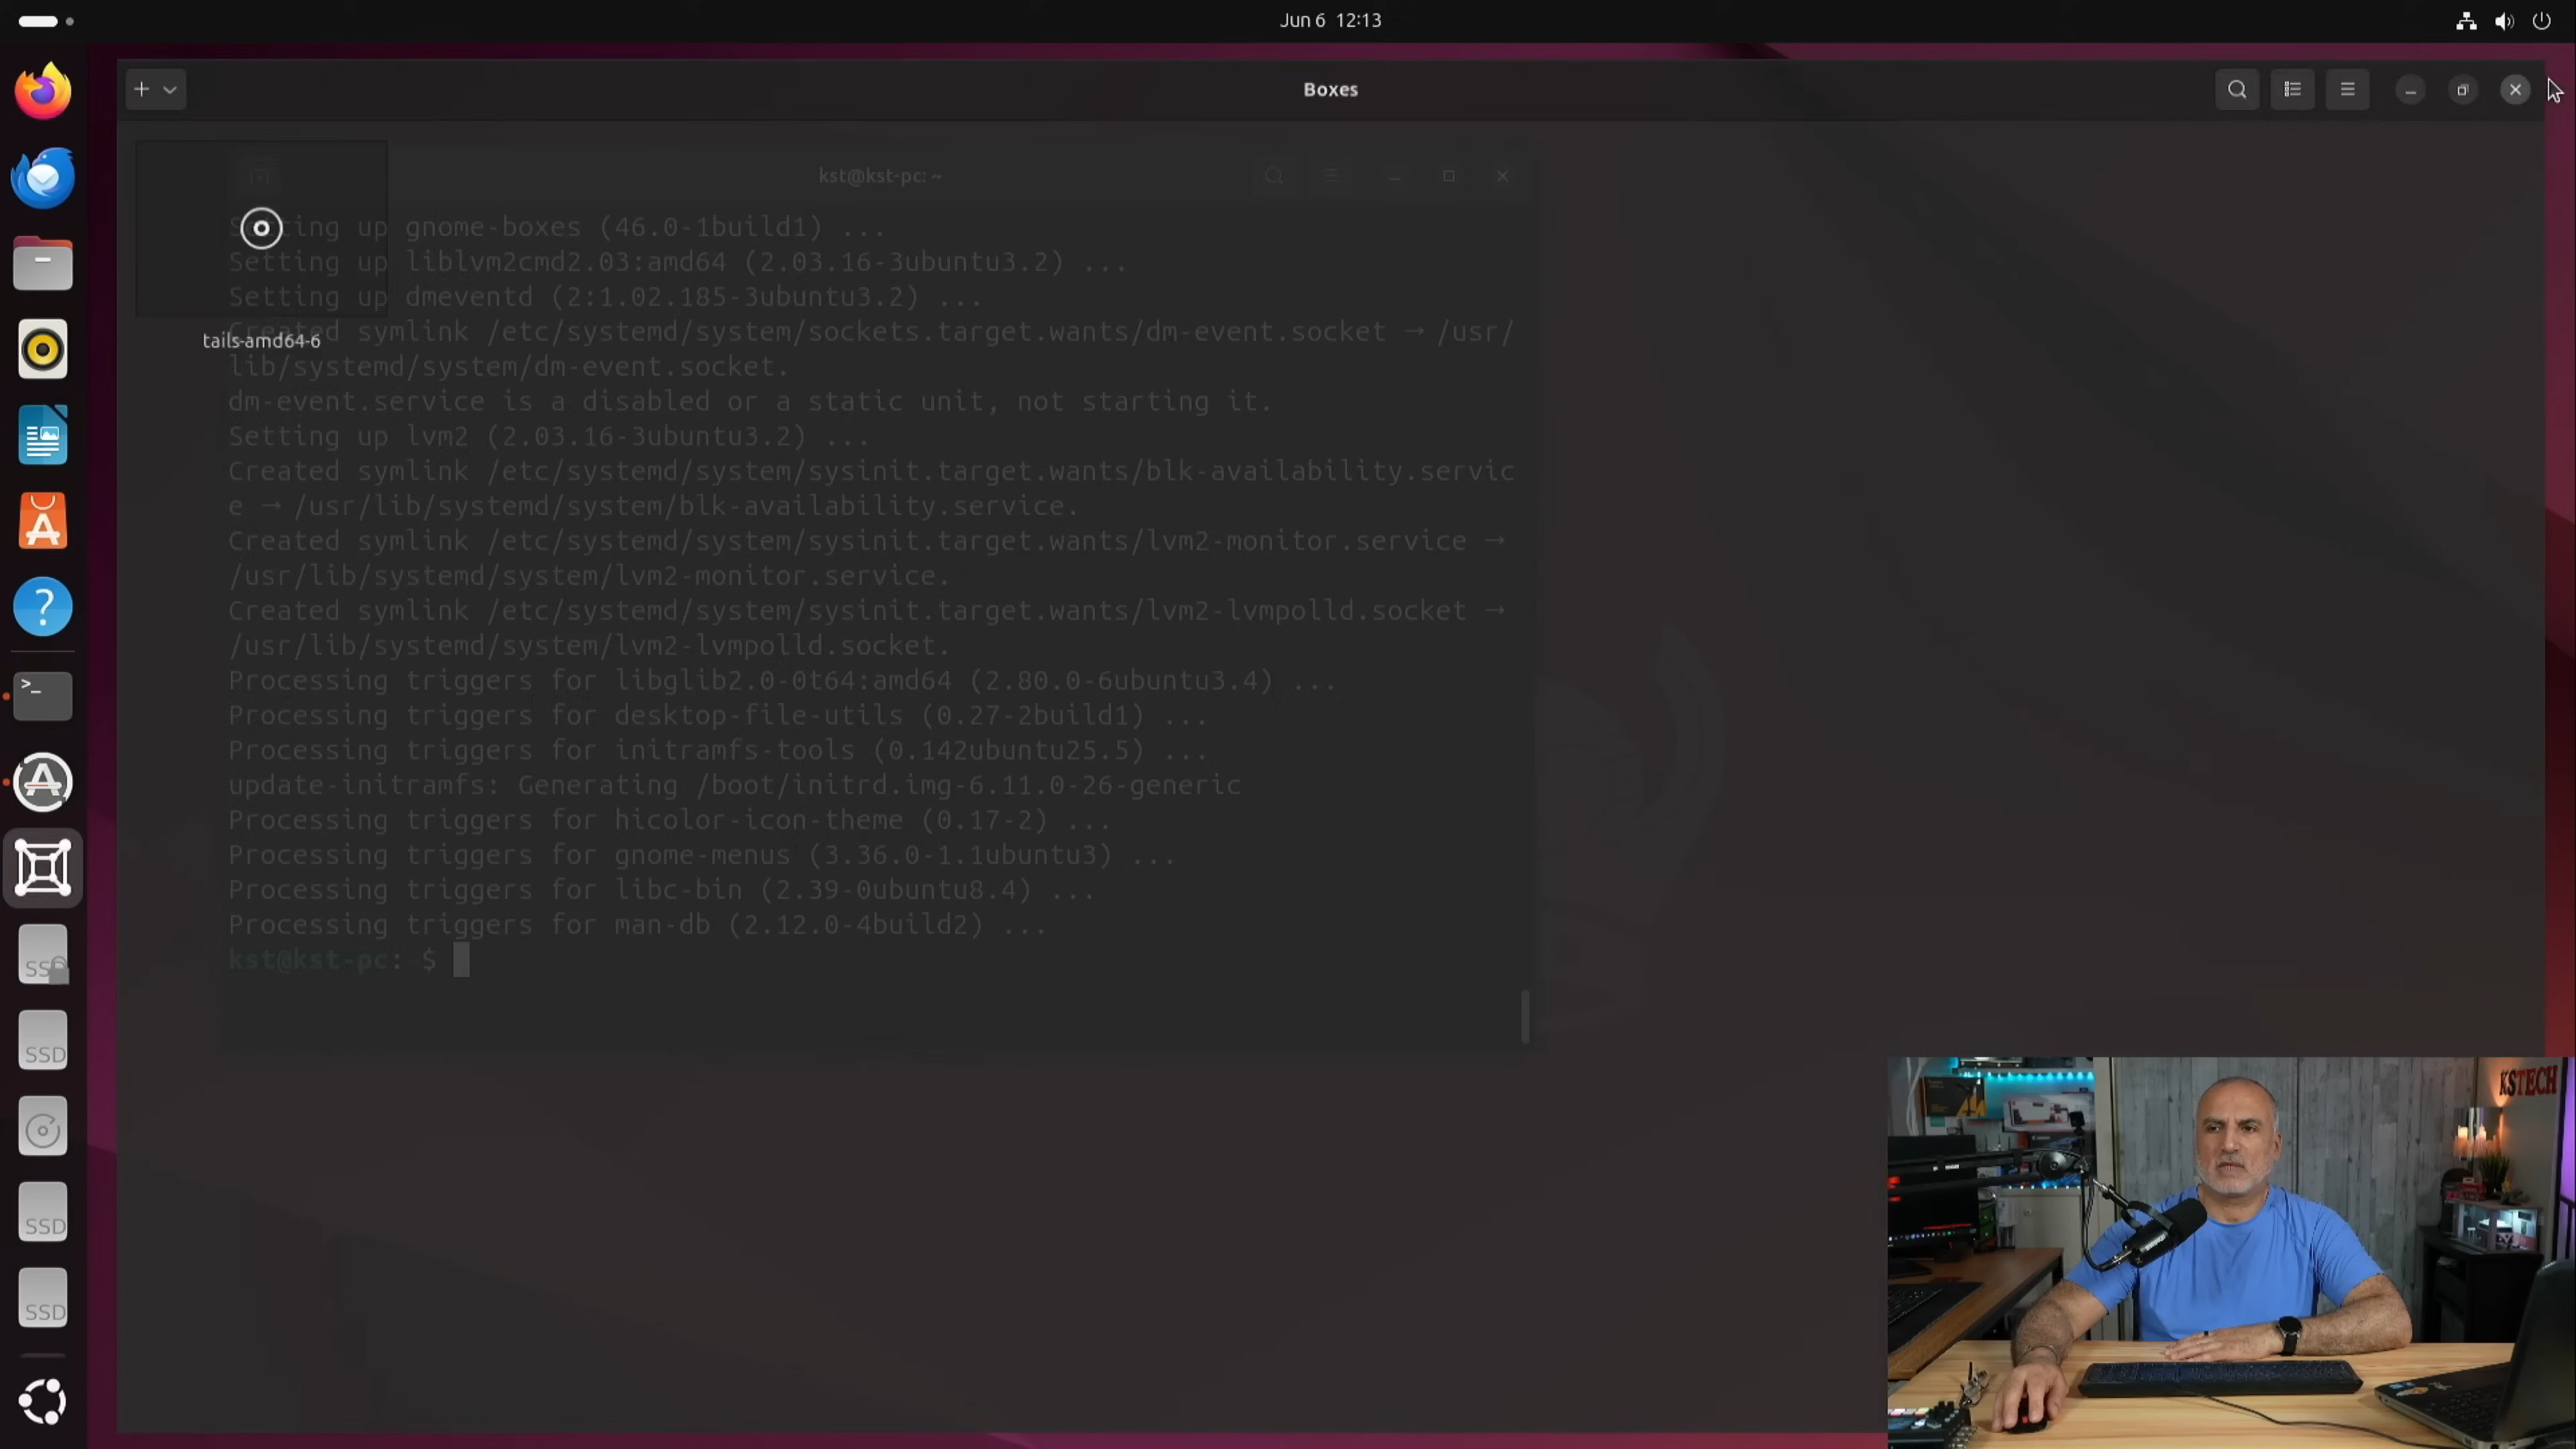 Jun 6 12:13
Boxes
kst@kst-pc: ~
Setting up gnome-boxes (46.0-1build1) ...
Setting up liblvm2cmd2.03:amd64 (2.03.16-3ubuntu3.2) ...
Setting up dmeventd (2:1.02.185-3ubuntu3.2) ...
Created symlink /etc/systemd/system/sockets.target.wants/dm-event.socket → /usr/
tails-amd64-6
lib/systemd/system/dm-event.socket.
dm-event.service is a disabled or a static unit, not starting it.
Setting up lvm2 (2.03.16-3ubuntu3.2) ...
Created symlink /etc/systemd/system/sysinit.target.wants/blk-availability.servic
e → /usr/lib/systemd/system/blk-availability.service.
Created symlink /etc/systemd/system/sysinit.target.wants/lvm2-monitor.service →
/usr/lib/systemd/system/lvm2-monitor.service.
Created symlink /etc/systemd/system/sysinit.target.wants/lvm2-lvmpolld.socket →
/usr/lib/systemd/system/lvm2-lvmpolld.socket.
Processing triggers for libglib2.0-0t64:amd64 (2.80.0-6ubuntu3.4) ...
Processing triggers for desktop-file-utils (0.27-2build1) ...
Processing triggers for initramfs-tools (0.142ubuntu25.5) ...
update-initramfs: Generating /boot/initrd.img-6.11.0-26-generic
Processing triggers for hicolor-icon-theme (0.17-2) ...
Processing triggers for gnome-menus (3.36.0-1.1ubuntu3) ...
Processing triggers for libc-bin (2.39-0ubuntu8.4) ...
Processing triggers for man-db (2.12.0-4build2) ...
kst@kst-pc: $
SSD
SSD
SSD
SSD
KSTECH